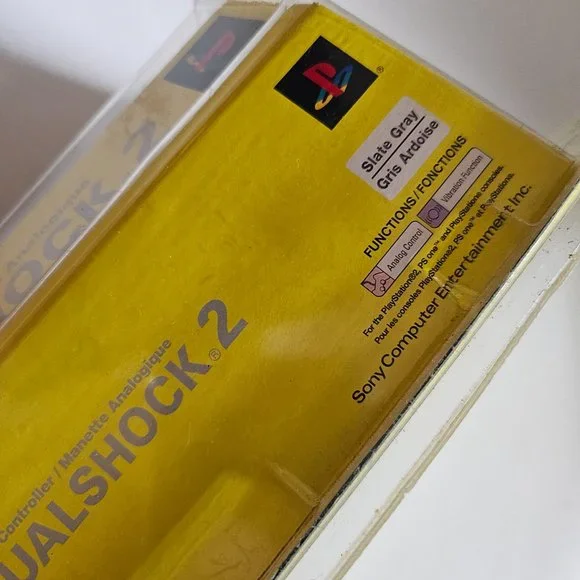 Slate Gray
Gris Ardoise
FUNCTIONS/FONCTIONS
Analog Control
Vibration Function
For the PlayStation®2, PS one™ and PlayStation® consoles.
Pour les consoles PlayStation®2, PS one™ et PlayStation®.
Sony Computer Entertainment Inc.
Controller / Manette Analogique
UALSHOCK®2